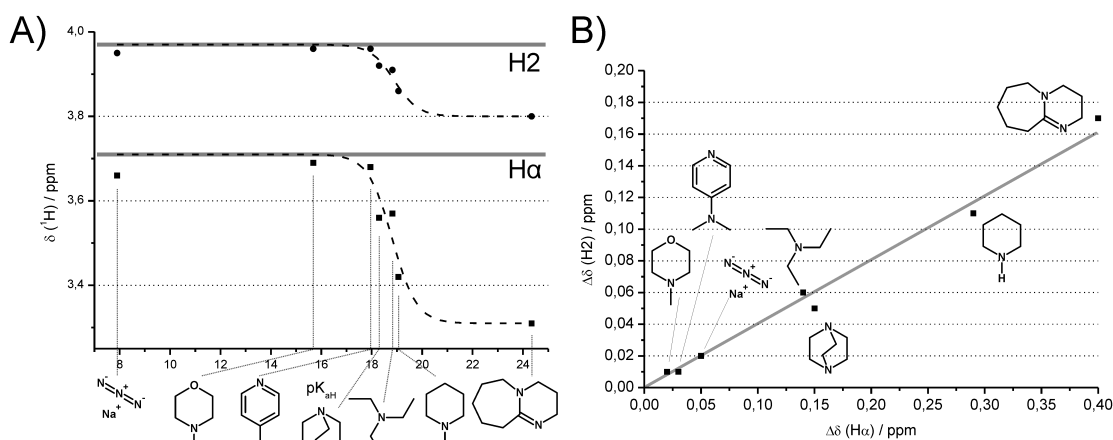 A)
4,0
3,8
3,6
3,4
δ (¹H) / ppm
H2
Hα
8 10 12 14 16 18 20 22 24
pKaH
N⁻ N⁺ N⁻
Na⁺
O
N
N
N
N
N
N
N
B)
0,20
0,18
0,16
0,14
0,12
0,10
0,08
0,06
0,04
0,02
0,00
Δδ (H2) / ppm
0,00 0,05 0,10 0,15 0,20 0,25 0,30 0,35 0,40
Δδ (Hα) / ppm
N
N
N
N
O
N
N⁻ N⁺ N⁻
Na⁺
N
N
H
N
N